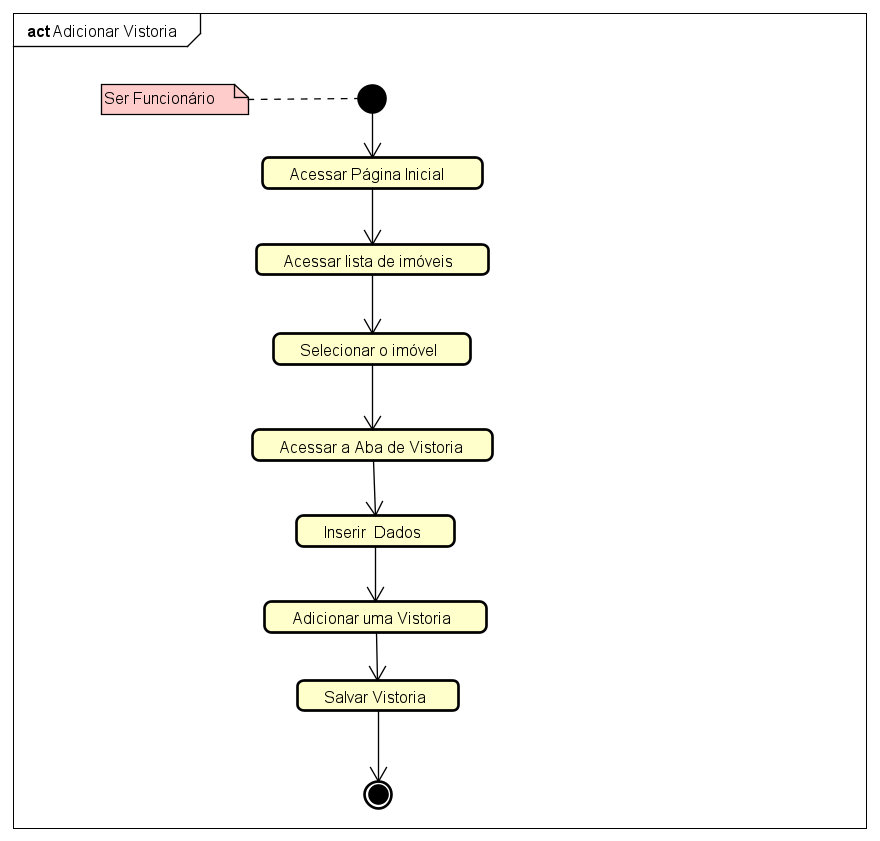 act Adicionar Vistoria
Ser Funcionário
Acessar Página Inicial
Acessar lista de imóveis
Selecionar o imóvel
Acessar a Aba de Vistoria
Inserir  Dados
Adicionar uma Vistoria
Salvar Vistoria